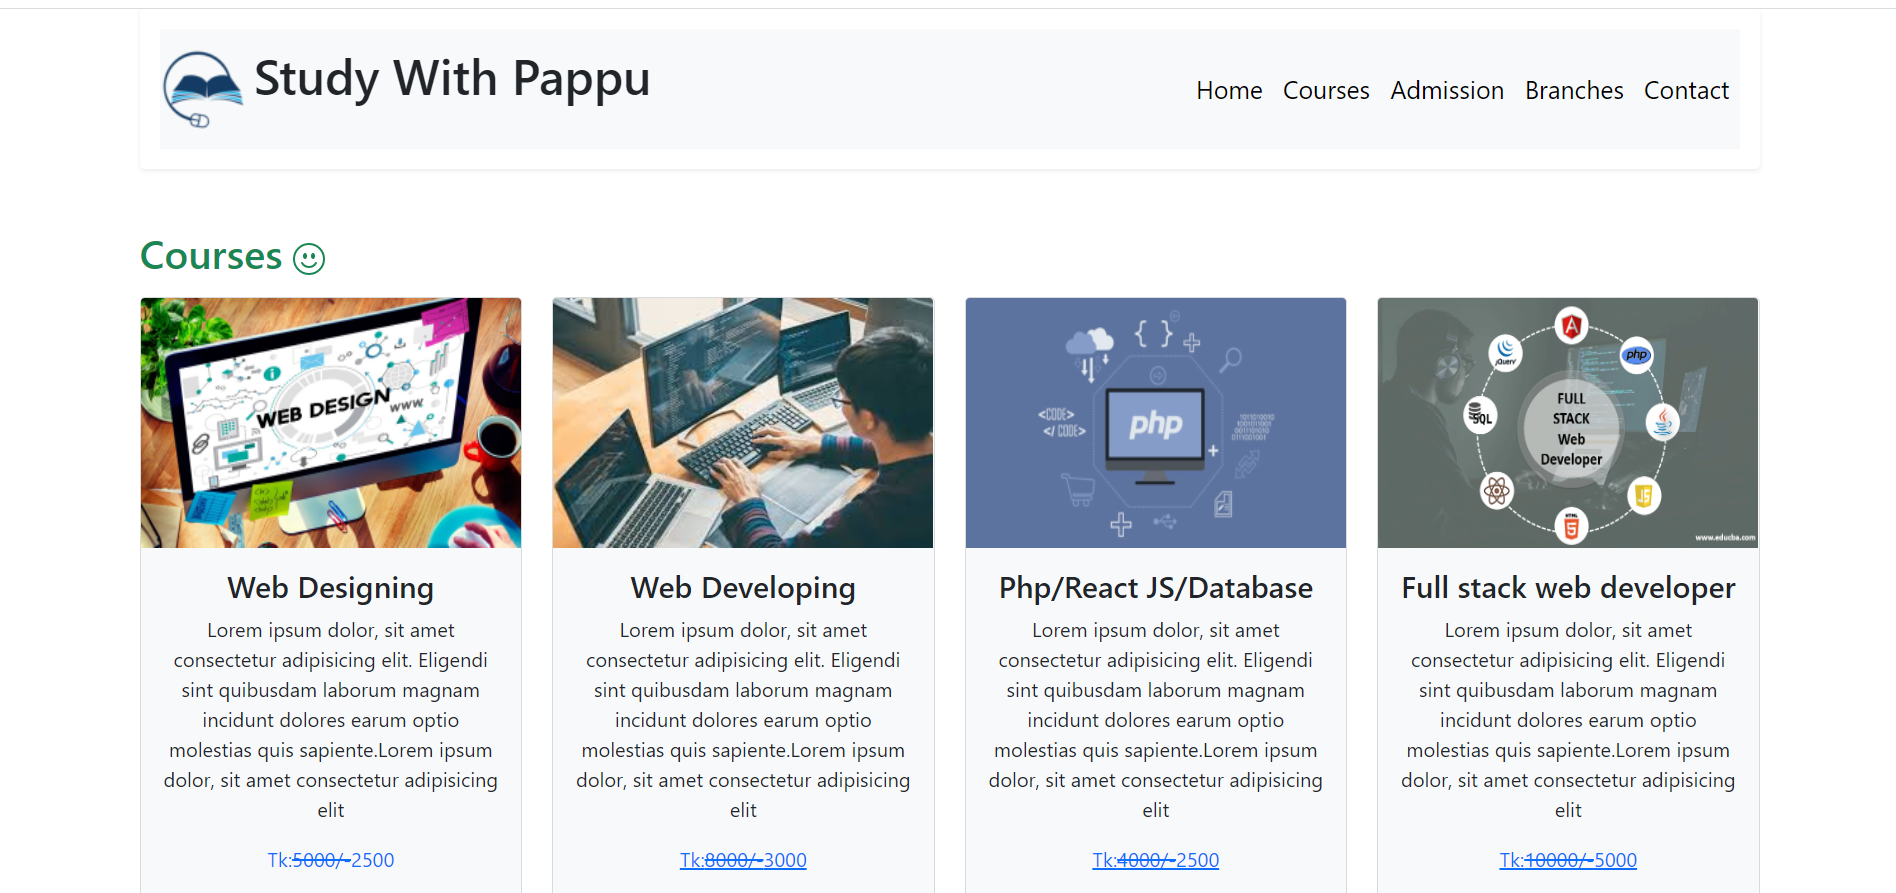 Study With Pappu
Home Courses Admission Branches Contact
Courses
WEB DESIGN
www
Web Designing
Lorem ipsum dolor, sit amet
consectetur adipisicing elit. Eligendi
sint quibusdam laborum magnam
incidunt dolores earum optio
molestias quis sapiente.Lorem ipsum
dolor, sit amet consectetur adipisicing
elit
Tk:5000/-2500
Web Developing
Lorem ipsum dolor, sit amet
consectetur adipisicing elit. Eligendi
sint quibusdam laborum magnam
incidunt dolores earum optio
molestias quis sapiente.Lorem ipsum
dolor, sit amet consectetur adipisicing
elit
Tk:8000/-3000
{ }
<CODE>
</ CODE>
php
Php/React JS/Database
Lorem ipsum dolor, sit amet
consectetur adipisicing elit. Eligendi
sint quibusdam laborum magnam
incidunt dolores earum optio
molestias quis sapiente.Lorem ipsum
dolor, sit amet consectetur adipisicing
elit
Tk:4000/-2500
jQuery
php
SQL
FULL
STACK
Web
Developer
JS
HTML
5
www.educba.com
Full stack web developer
Lorem ipsum dolor, sit amet
consectetur adipisicing elit. Eligendi
sint quibusdam laborum magnam
incidunt dolores earum optio
molestias quis sapiente.Lorem ipsum
dolor, sit amet consectetur adipisicing
elit
Tk:10000/-5000